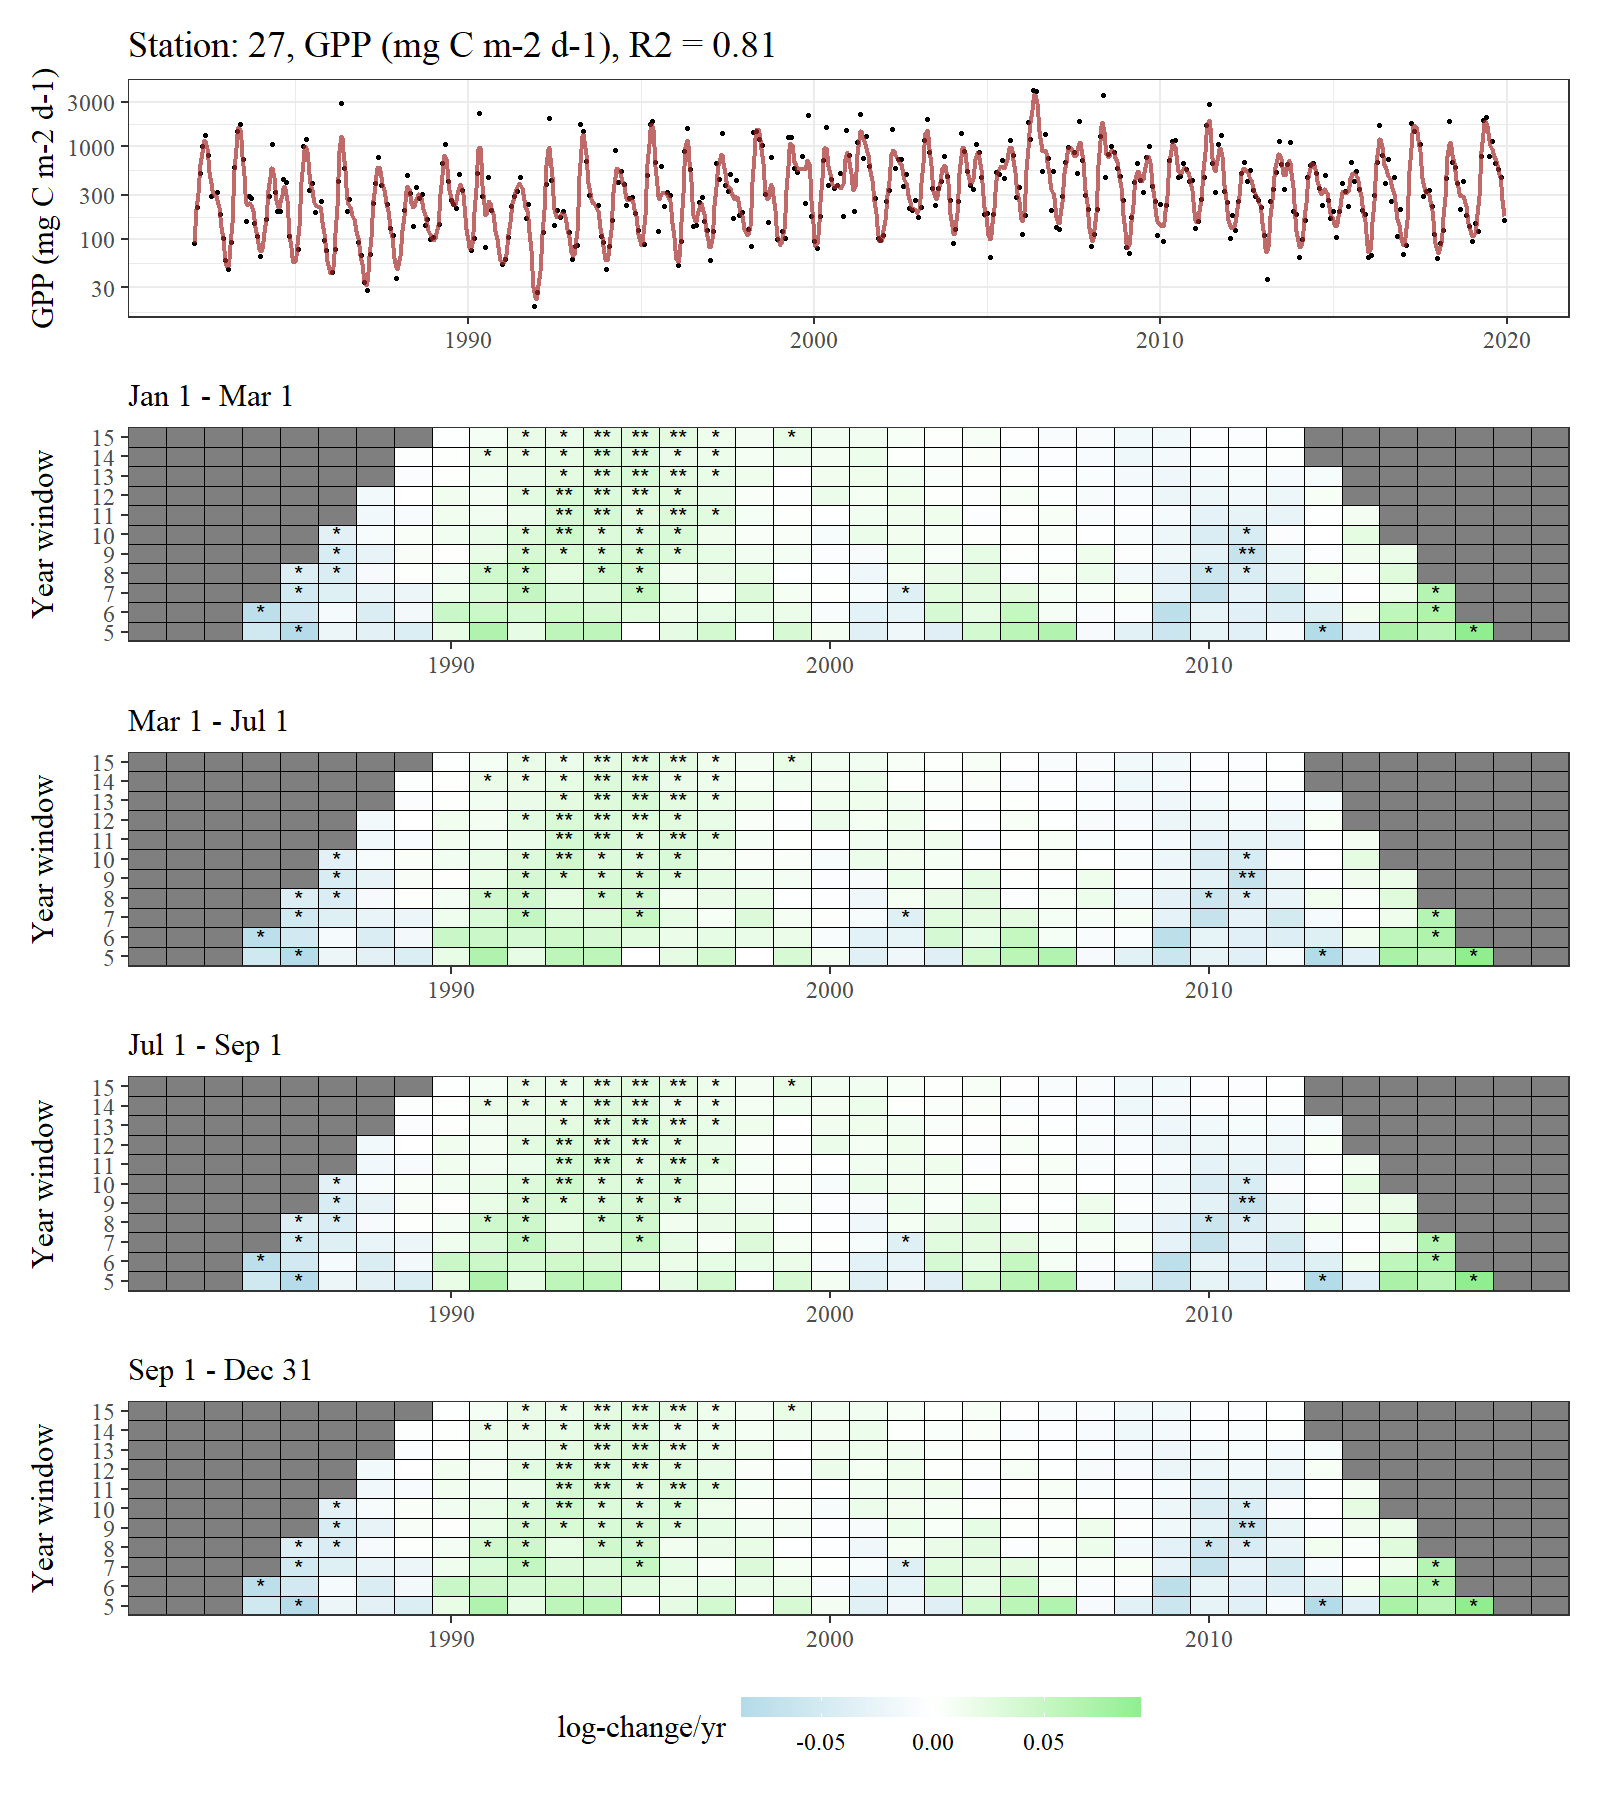 Station: 27, GPP (mg C m-2 d-1), R2 = 0.81
GPP (mg C m-2 d-1)
3000
1000
300
100
30
1990 2000 2010 2020
Jan 1 - Mar 1
Year window
15
14
13
12
11
10
9
8
7
6
5
1990 2000 2010
Mar 1 - Jul 1
Year window
15
14
13
12
11
10
9
8
7
6
5
1990 2000 2010
Jul 1 - Sep 1
Year window
15
14
13
12
11
10
9
8
7
6
5
1990 2000 2010
Sep 1 - Dec 31
Year window
15
14
13
12
11
10
9
8
7
6
5
1990 2000 2010
log-change/yr
-0.05 0.00 0.05